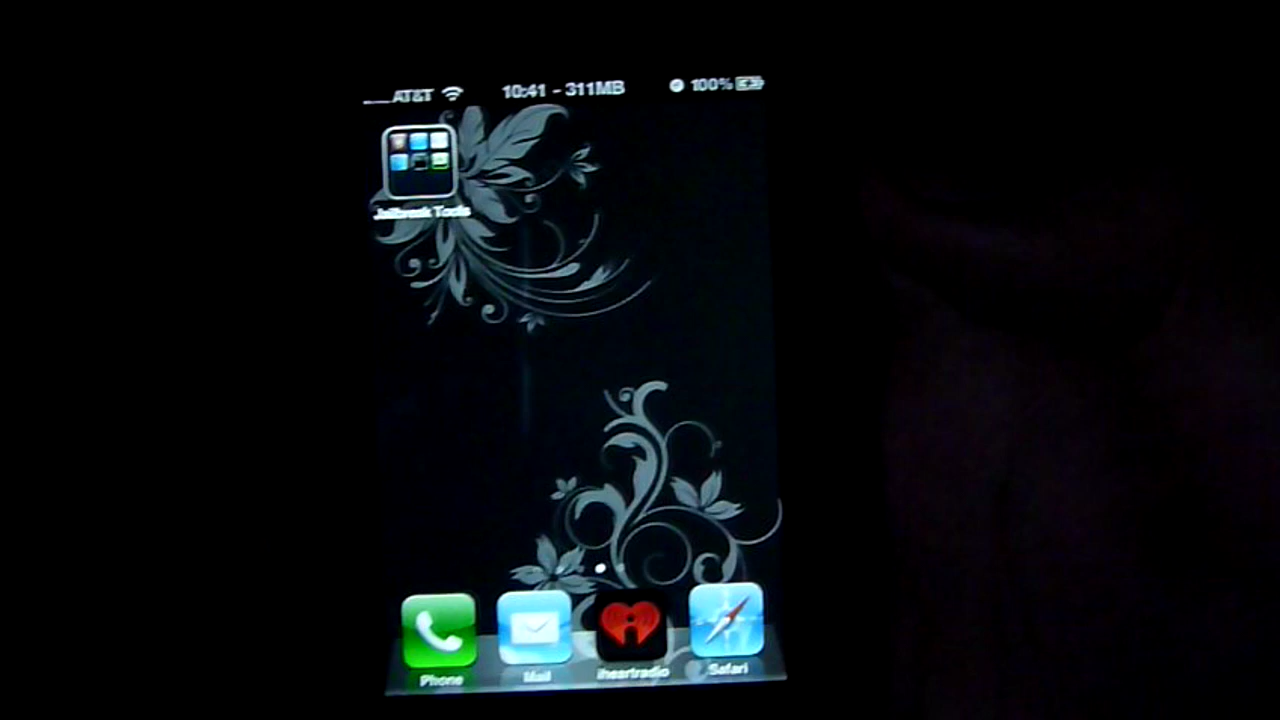 AT&T 10:41 - 311MB 100%
Jailbreak Tools
Phone Mail iheartradio Safari